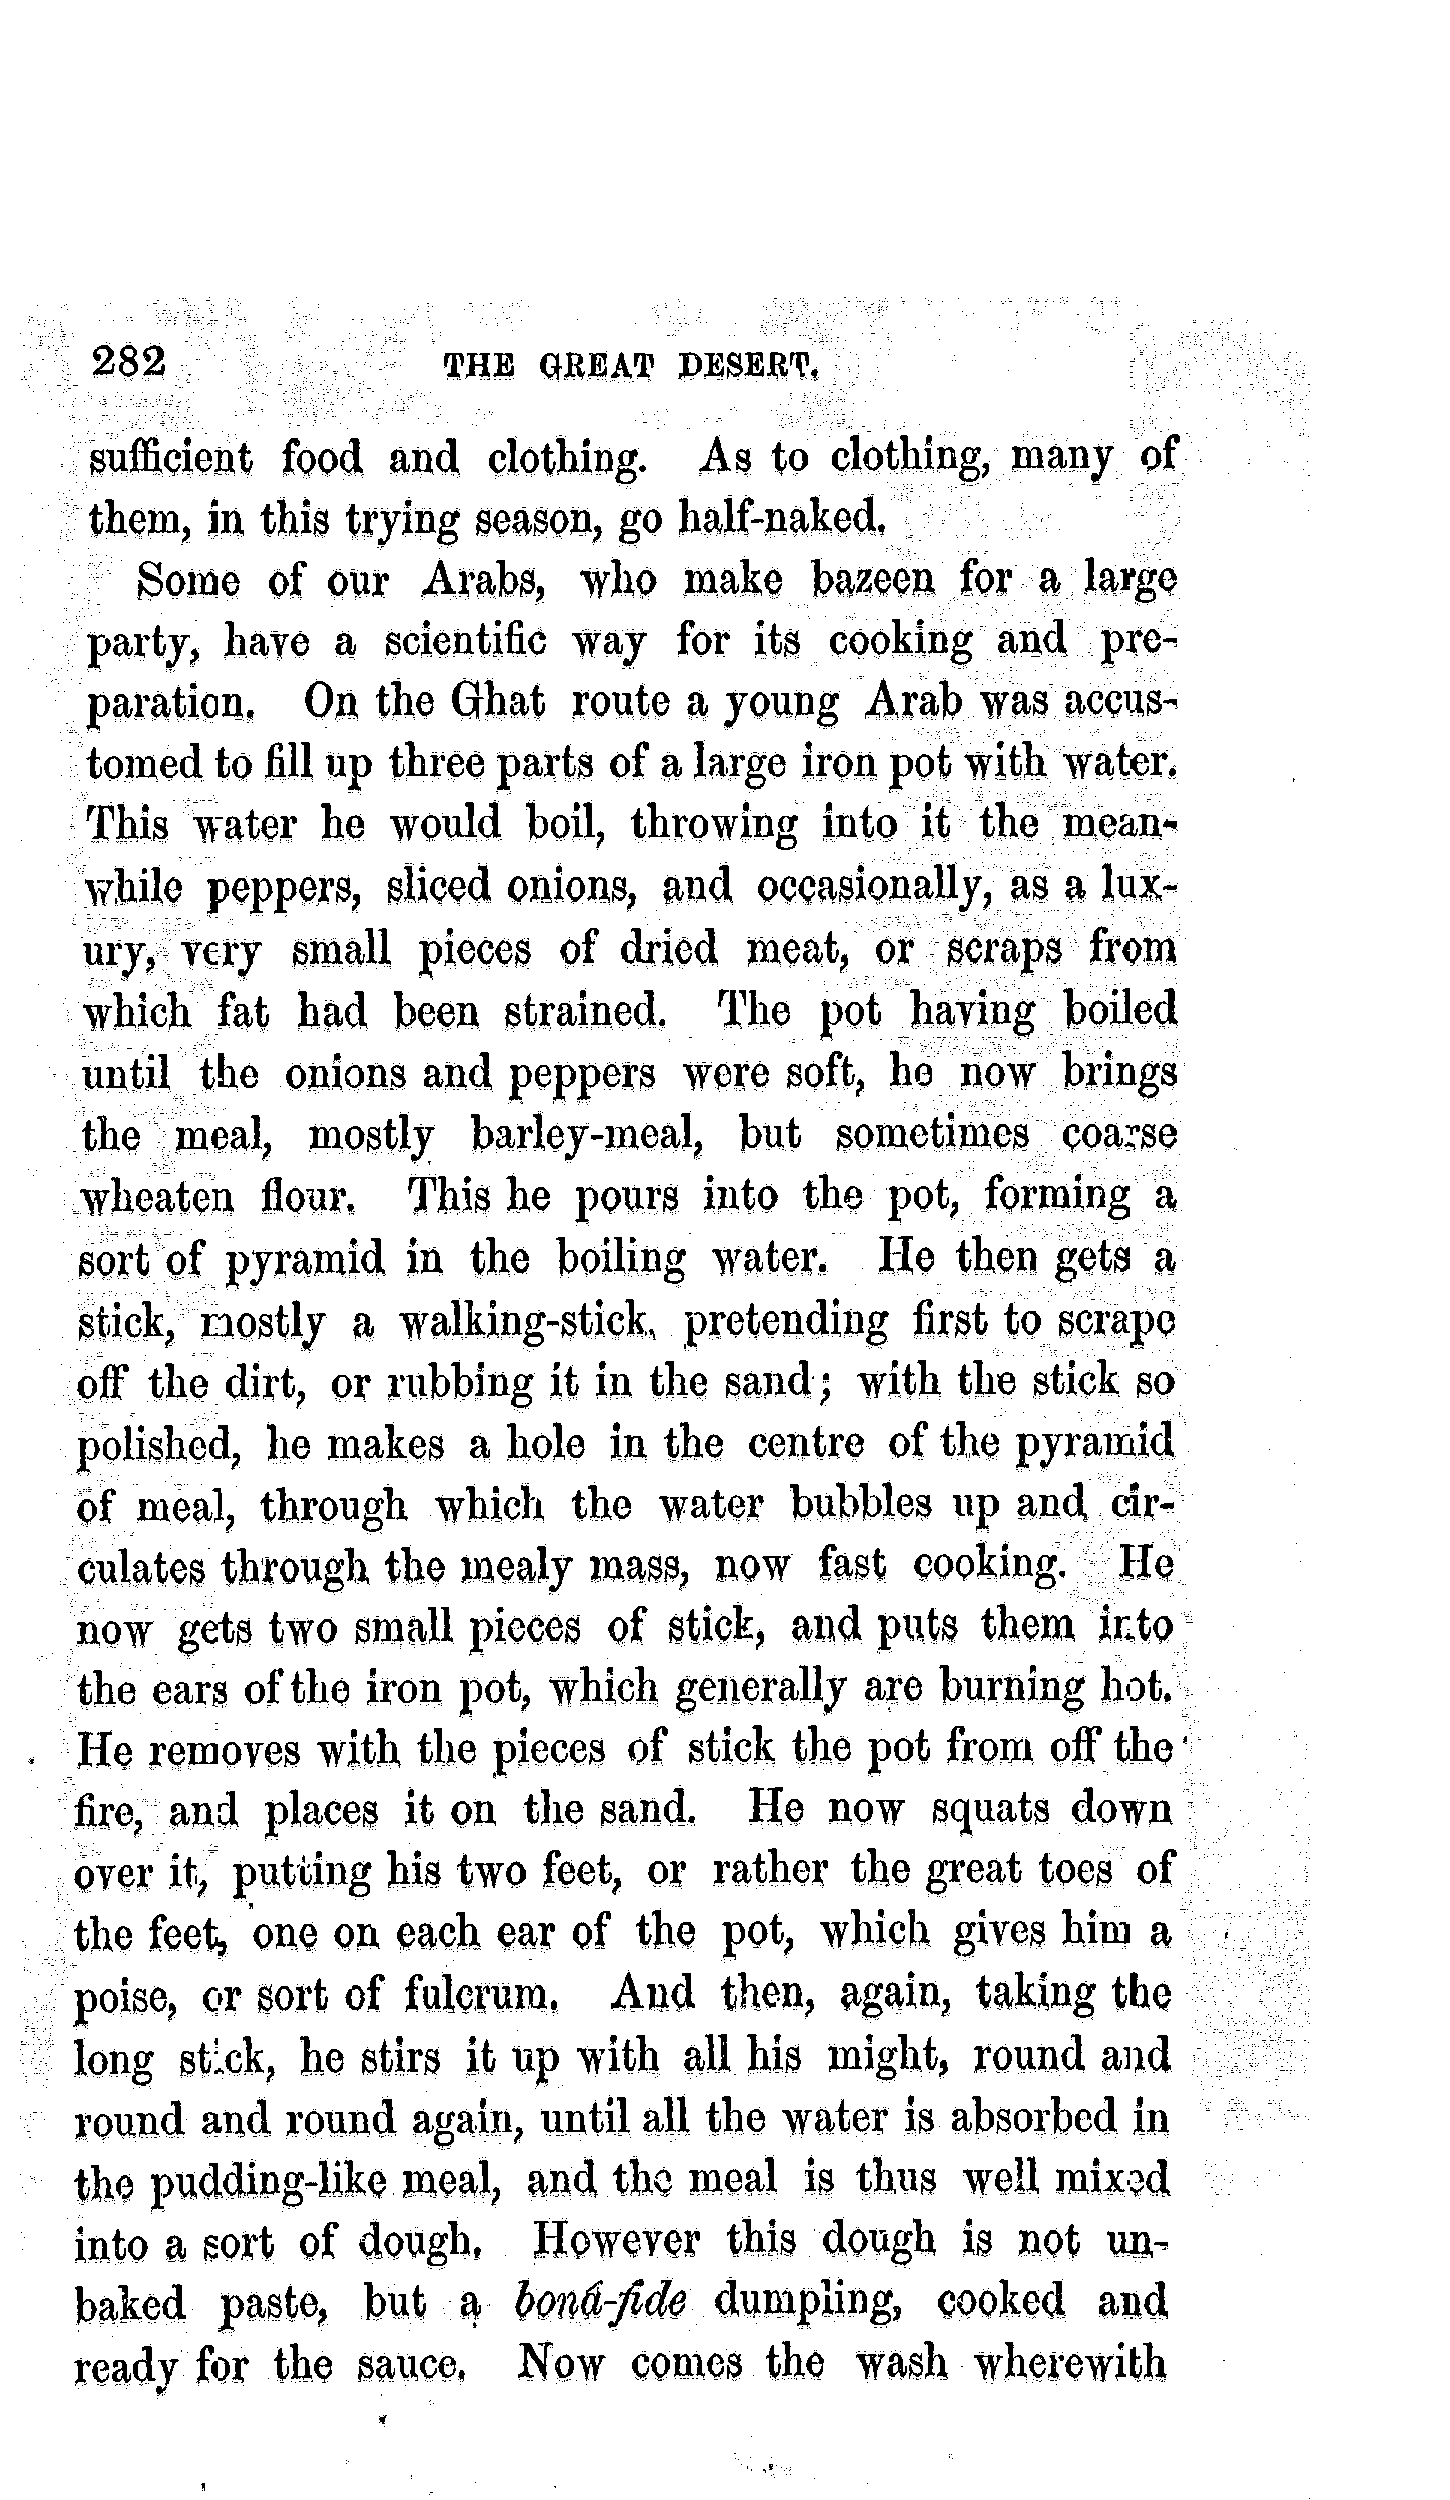 282 THE GREAT DESERT.
sufficient food and clothing. As to clothing, many of
them, in this trying season, go half-naked.
Some of our Arabs, who make bazeen for a large
party, have a scientific way for its cooking and pre-
paration. On the Ghat route a young Arab was accus-
tomed to fill up three parts of a large iron pot with water.
This water he would boil, throwing into it the mean-
while peppers, sliced onions, and occasionally, as a lux-
ury, very small pieces of dried meat, or scraps from
which fat had been strained. The pot having boiled
until the onions and peppers were soft, he now brings
the meal, mostly barley-meal, but sometimes coarse
wheaten flour. This he pours into the pot, forming a
sort of pyramid in the boiling water. He then gets a
stick, mostly a walking-stick, pretending first to scrape
off the dirt, or rubbing it in the sand; with the stick so
polished, he makes a hole in the centre of the pyramid
of meal, through which the water bubbles up and cir-
culates through the mealy mass, now fast cooking. He
now gets two small pieces of stick, and puts them into
the ears of the iron pot, which generally are burning hot.
He removes with the pieces of stick the pot from off the
fire, and places it on the sand. He now squats down
over it, putting his two feet, or rather the great toes of
the feet, one on each ear of the pot, which gives him a
poise, or sort of fulcrum. And then, again, taking the
long stick, he stirs it up with all his might, round and
round and round again, until all the water is absorbed in
the pudding-like meal, and the meal is thus well mixed
into a sort of dough. However this dough is not un-
baked paste, but a bonâ-fide dumpling, cooked and
ready for the sauce. Now comes the wash wherewith